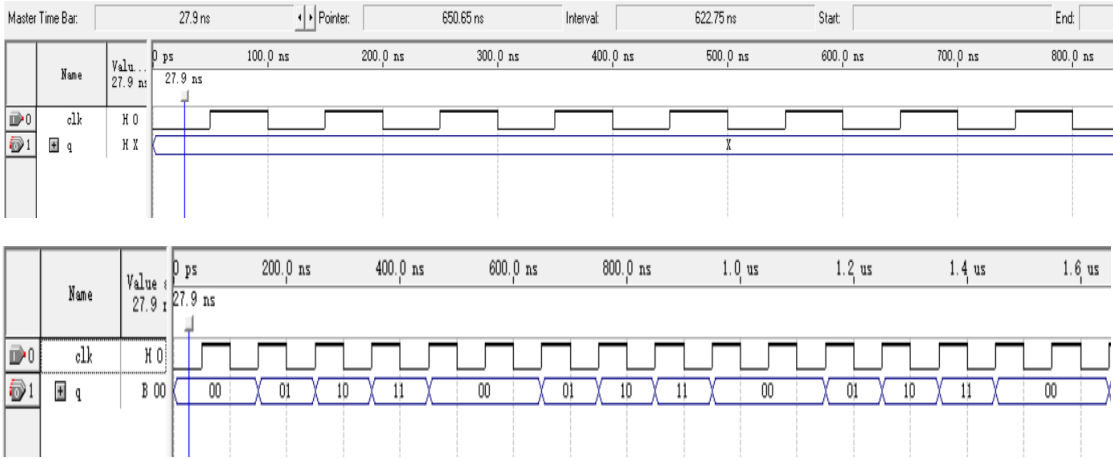 Master Time Bar: 27.9 ns Pointer: 650.65 ns Interval: 622.75 ns Start: End:
Name Valu... 27.9 n: 0 ps 100.0 ns 200.0 ns 300.0 ns 400.0 ns 500.0 ns 600.0 ns 700.0 ns 800.0 ns
27.9 ns
0 clk H 0
1 q H X X
Name Value 27.9 0 ps 200.0 ns 400.0 ns 600.0 ns 800.0 ns 1.0 us 1.2 us 1.4 us 1.6 us
27.9 ns
0 clk H 0
1 q B 00 00 01 10 11 00 01 10 11 00 01 10 11 00